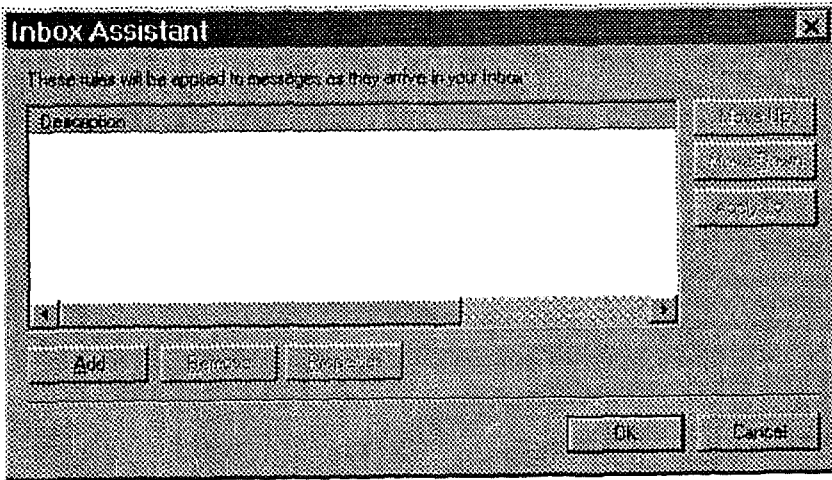 Inbox Assistant
These rules will be applied to messages as they arrive in your Inbox
Description
Move Up
Move Down
Apply To
Add
Remove
Properties
OK
Cancel